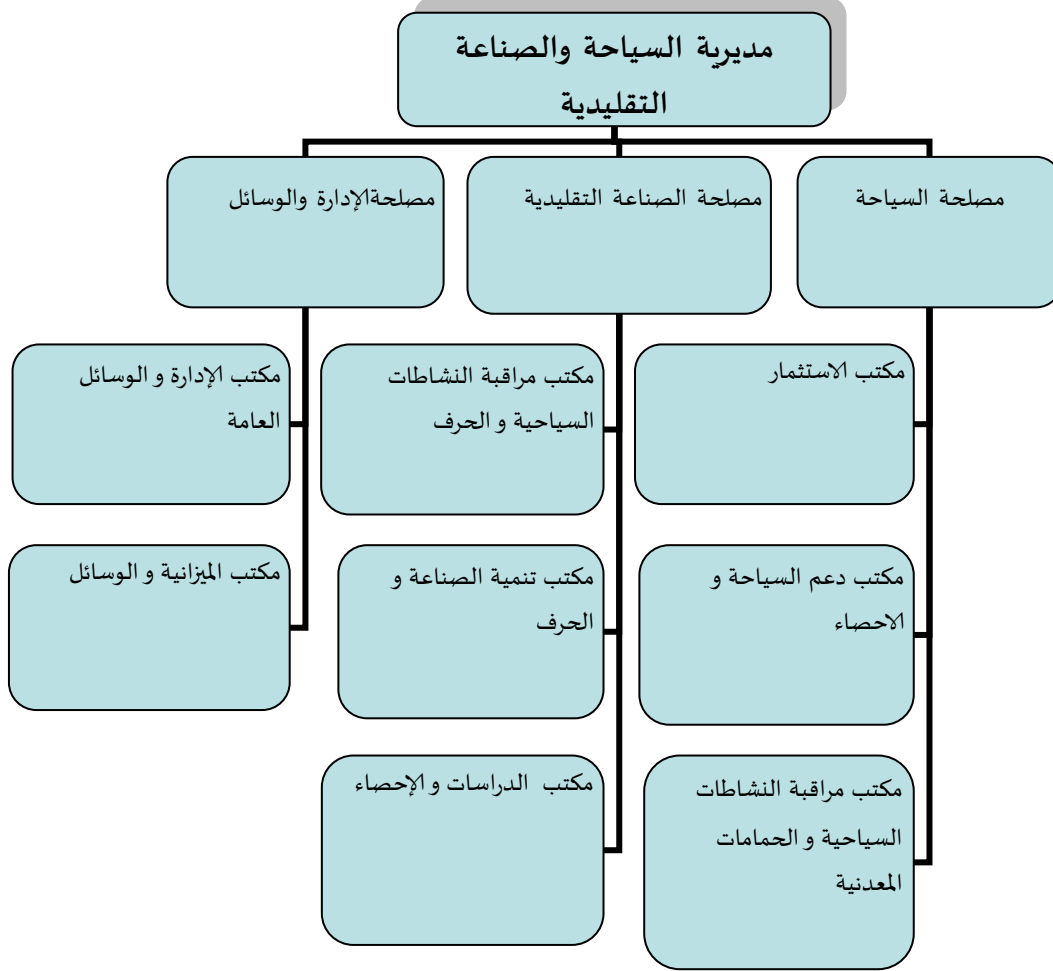 مديرية السياحة والصناعة
التقليدية
مصلحة السياحة
مصلحة الصناعة التقليدية
مصلحةالإدارة والوسائل
مكتب الاستثمار
مكتب مراقبة النشاطات
السياحية و الحرف
مكتب الإدارة و الوسائل
العامة
مكتب دعم السياحة و
الاحصاء
مكتب تنمية الصناعة و
الحرف
مكتب الميزانية و الوسائل
مكتب مراقبة النشاطات
السياحية و الحمامات
المعدنية
مكتب الدراسات و الإحصاء